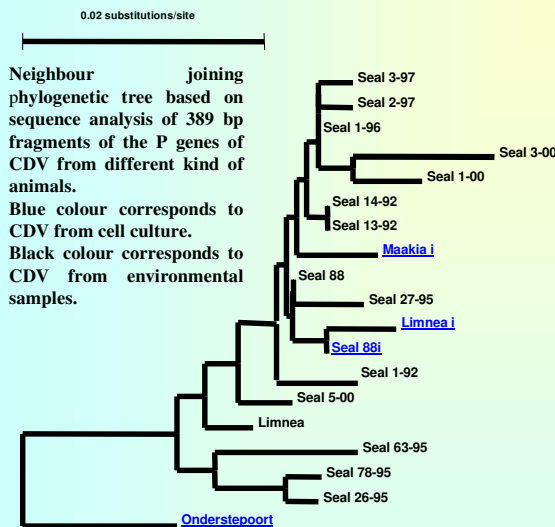 0.02 substitutions/site
Neighbour joining
phylogenetic tree based on
sequence analysis of 389 bp
fragments of the P genes of
CDV from different kind of
animals.
Blue colour corresponds to
CDV from cell culture.
Black colour corresponds to
CDV from environmental
samples.
Seal 3-97
Seal 2-97
Seal 1-96
Seal 3-00
Seal 1-00
Seal 14-92
Seal 13-92
Maakia i
Seal 88
Seal 27-95
Limnea i
Seal 88i
Seal 1-92
Seal 5-00
Limnea
Seal 63-95
Seal 78-95
Seal 26-95
Onderstepoort